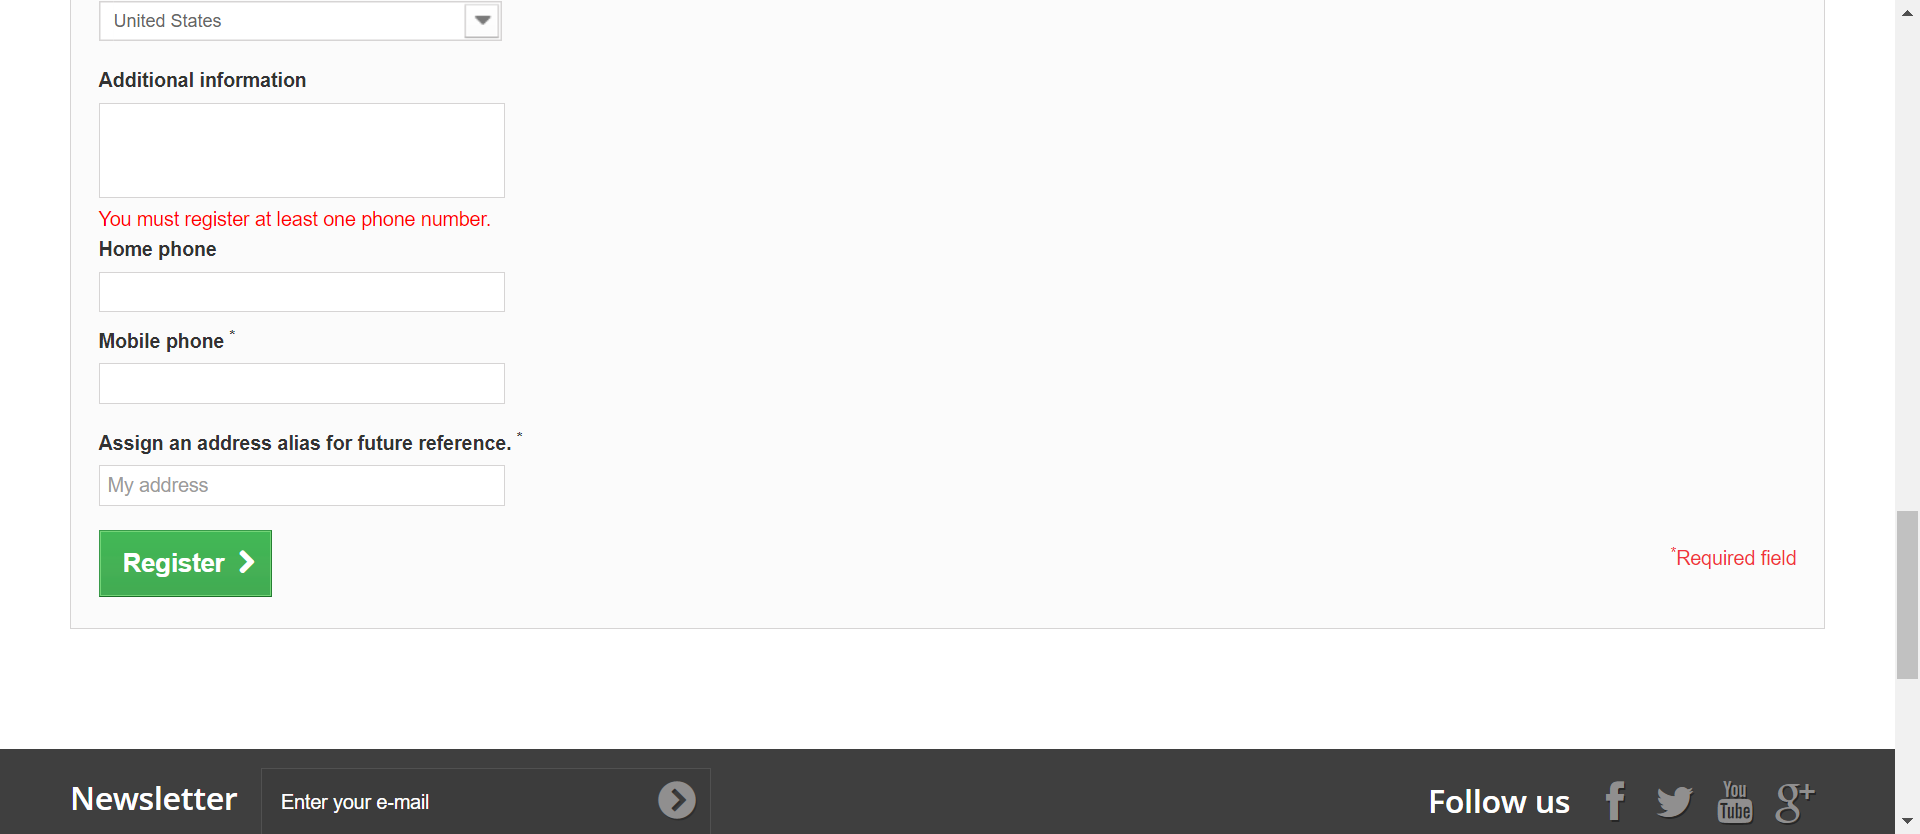 United States
Additional information
You must register at least one phone number.
Home phone
Mobile phone *
Assign an address alias for future reference. *
My address
Register
*Required field
Newsletter
Enter your e-mail
Follow us
f
You
Tube
g+